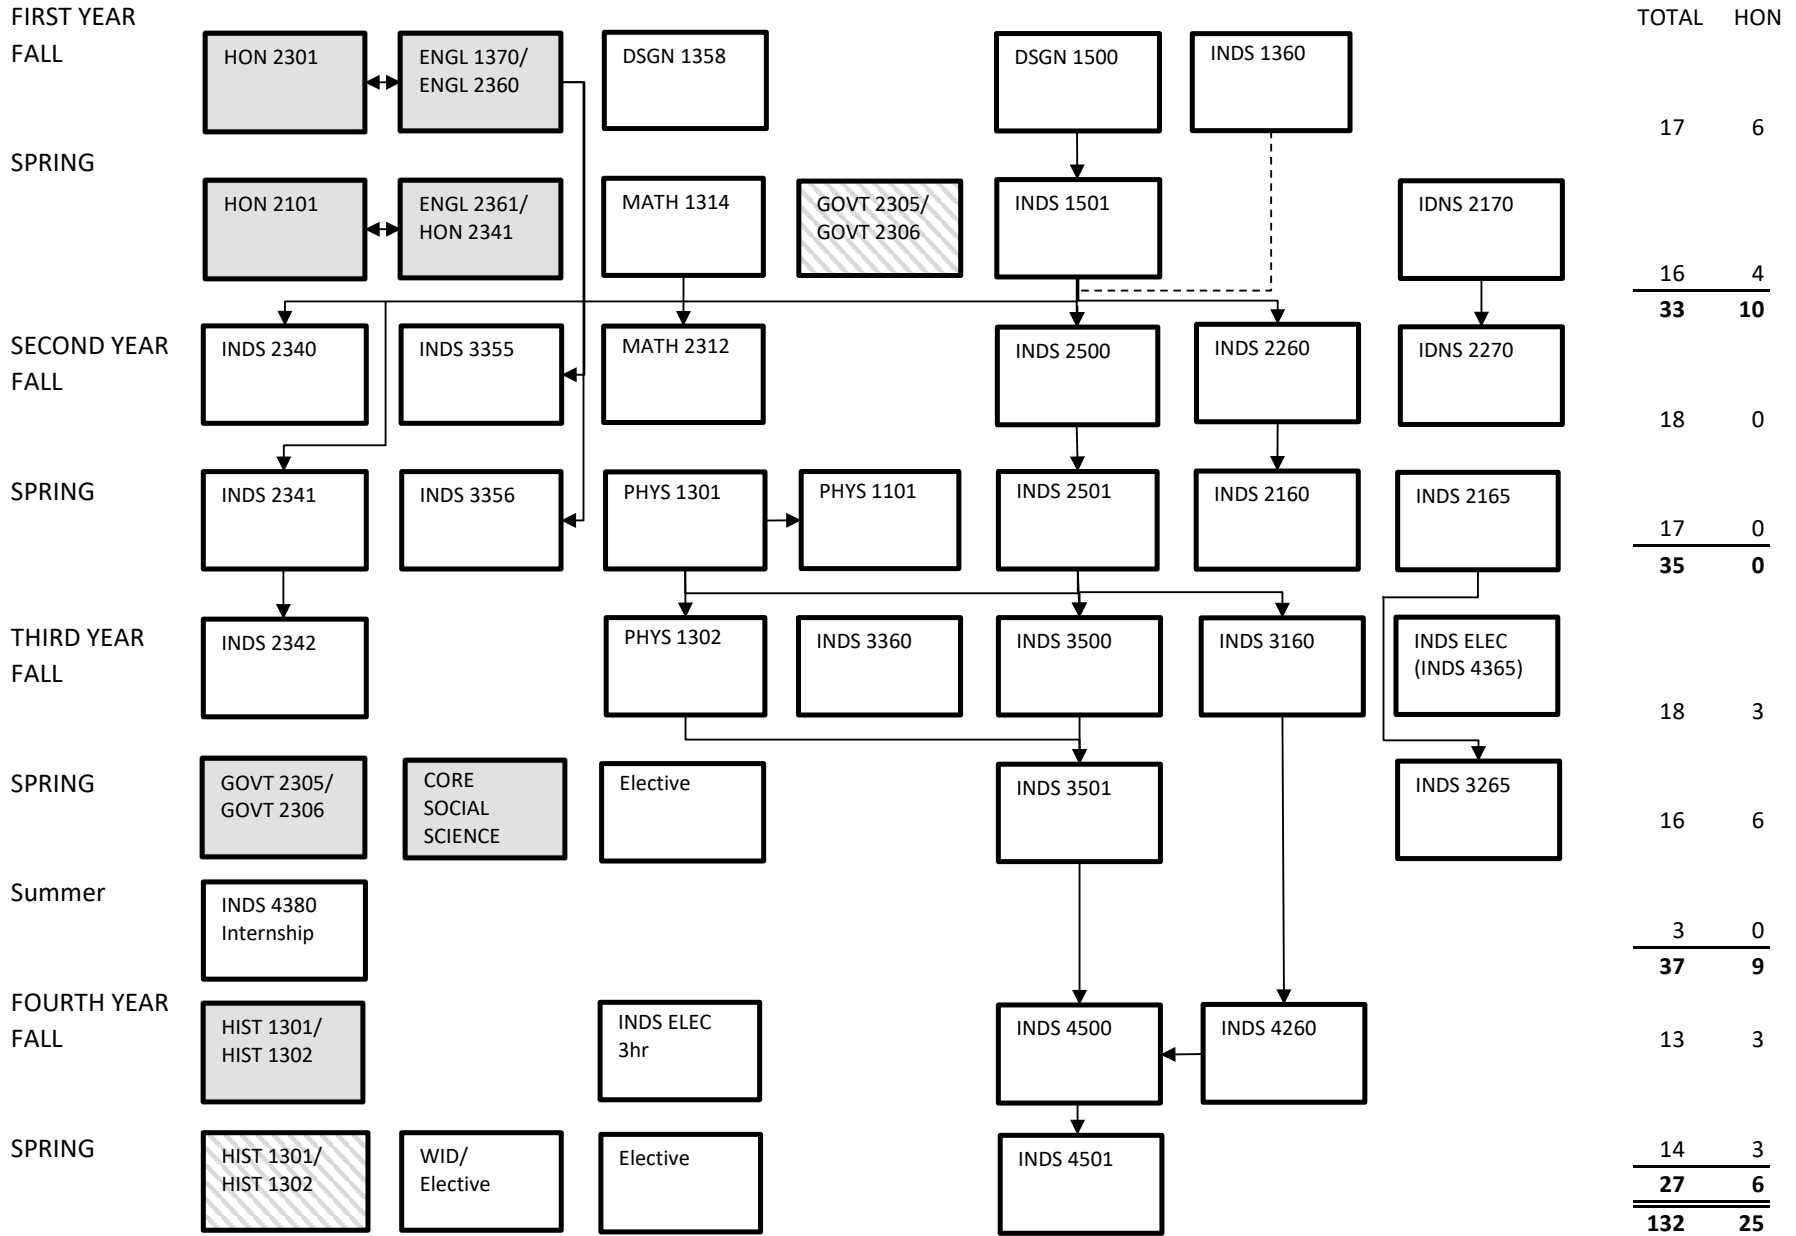 FIRST YEAR
FALL
TOTAL HON
HON 2301
ENGL 1370/
ENGL 2360
DSGN 1358
DSGN 1500
INDS 1360
17 6
SPRING
HON 2101
ENGL 2361/
HON 2341
MATH 1314
GOVT 2305/
GOVT 2306
INDS 1501
IDNS 2170
16 4
33 10
SECOND YEAR
FALL
INDS 2340
INDS 3355
MATH 2312
INDS 2500
INDS 2260
IDNS 2270
18 0
SPRING
INDS 2341
INDS 3356
PHYS 1301
PHYS 1101
INDS 2501
INDS 2160
INDS 2165
17 0
35 0
THIRD YEAR
FALL
INDS 2342
PHYS 1302
INDS 3360
INDS 3500
INDS 3160
INDS ELEC
(INDS 4365)
18 3
SPRING
GOVT 2305/
GOVT 2306
CORE
SOCIAL
SCIENCE
Elective
INDS 3501
INDS 3265
16 6
Summer
INDS 4380
Internship
3 0
37 9
FOURTH YEAR
FALL
HIST 1301/
HIST 1302
INDS ELEC
3hr
INDS 4500
INDS 4260
13 3
SPRING
HIST 1301/
HIST 1302
WID/
Elective
Elective
INDS 4501
14 3
27 6
132 25